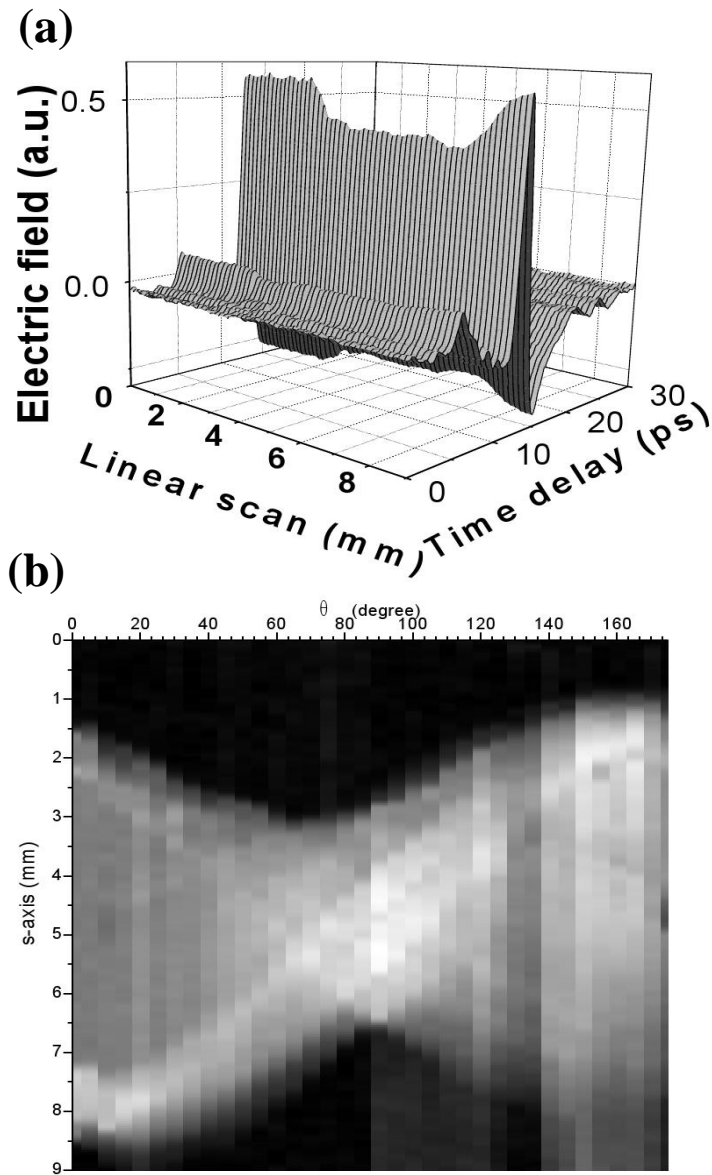 (a)
Electric field (a.u.)
0.5
0.0
0
2
4
6
8
Linear scan (mm)
0
10
20
30
Time delay (ps)
(b)
θ (degree)
0 20 40 60 80 100 120 140 160
s-axis (mm)
0
1
2
3
4
5
6
7
8
9